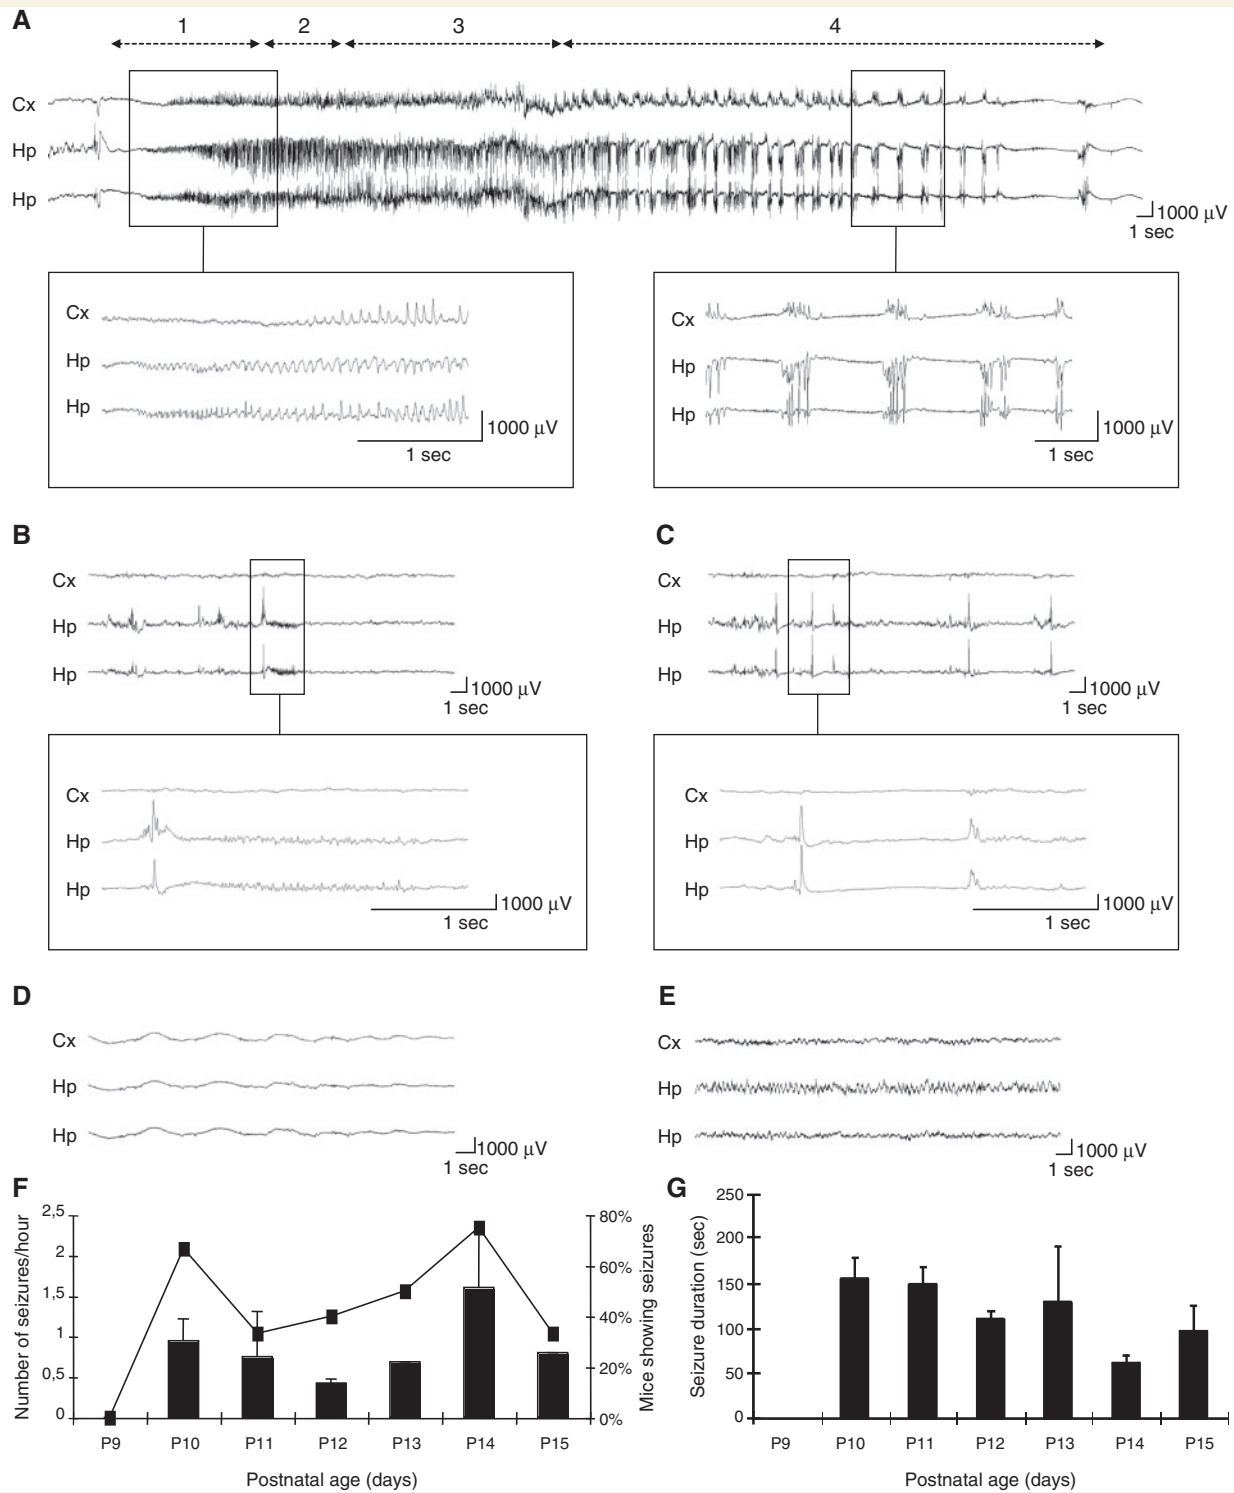 A
1 2 3 4
Cx
Hp
Hp
1000 μV
1 sec
Cx
Hp
Hp
1000 μV
1 sec
Cx
Hp
Hp
1000 μV
1 sec
B
Cx
Hp
Hp
1000 μV
1 sec
Cx
Hp
Hp
1000 μV
1 sec
C
Cx
Hp
Hp
1000 μV
1 sec
Cx
Hp
Hp
1000 μV
1 sec
D
Cx
Hp
Hp
1000 μV
1 sec
E
Cx
Hp
Hp
1000 μV
1 sec
F
Number of seizures/hour
2,5
2
1,5
1
0,5
0
80%
60%
40%
20%
0%
Mice showing seizures
P9 P10 P11 P12 P13 P14 P15
Postnatal age (days)
G
Seizure duration (sec)
250
200
150
100
50
0
P9 P10 P11 P12 P13 P14 P15
Postnatal age (days)